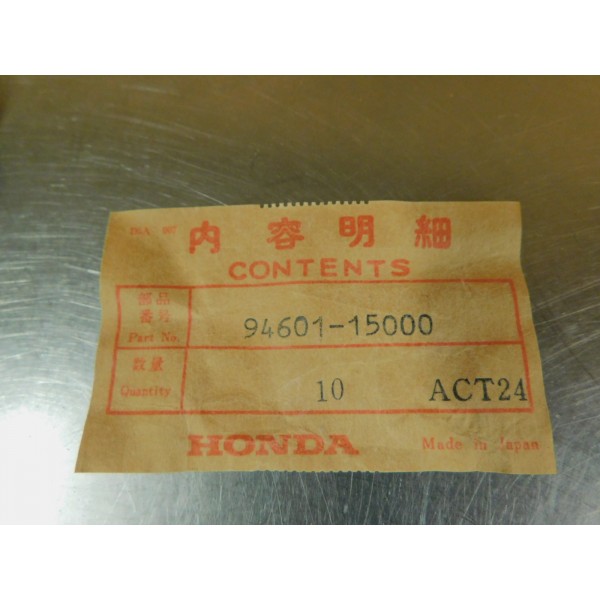 内容明細
CONTENTS
部品
番号
Part No.
94601-15000
数量
Quantity
10 ACT24
HONDA Made in Japan